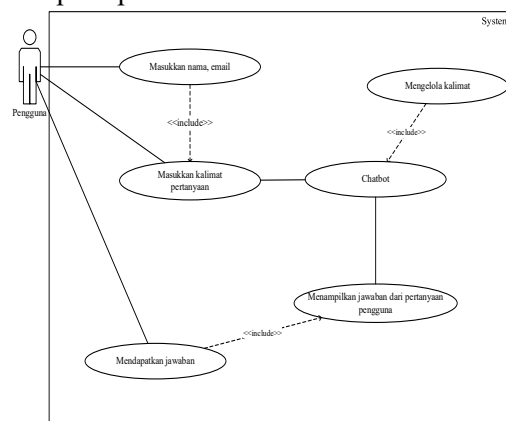 System
Masukkan nama, email
Mengelola kalimat
Pengguna
<<include>>
<<include>>
Masukkan kalimat
pertanyaan
Chatbot
Menampilkan jawaban dari pertanyaan
pengguna
<<include>>
Mendapatkan jawaban